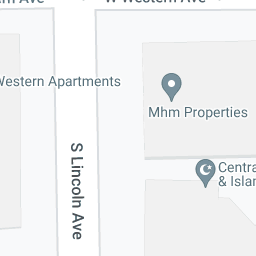 W Western Ave
Western Apartments
Mhm Properties
S Lincoln Ave
Centra
& Islar